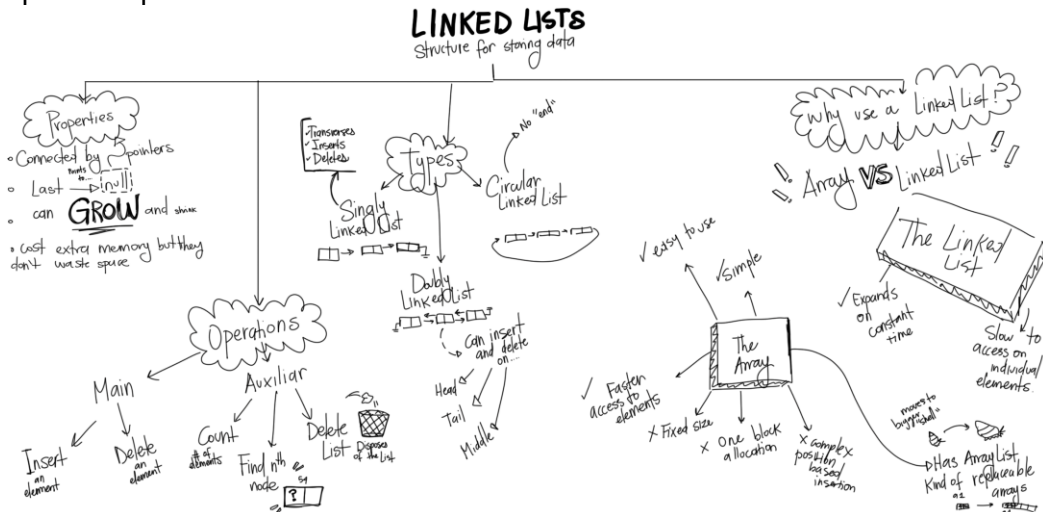 LINKED LISTS
Structure for storing data
Properties
• Connected by pointers
Points
to...
• Last null
• can GROW and shrink
• cost extra memory but they
don't waste space
Operations
Main
Insert
an
element
Delete
an
element
Auxiliar
Count
# of
elements
Find nth
node
?
54
Delete
List
Disposes
of the List
Types
✓Transverses
✓Inserts
✓Deletes
Singly
Linked List
Doubly
Linked List
Can insert
and delete
on...
Head
Tail
Middle
Circular
Linked List
No "end"
Why use a Linked List?
Array VS Linked List
The Linked
List
✓ Expands
on
constant
time
Slow to
access on
individual
elements.
The
Array
✓easy to use
✓Simple
✓ Faster
access to
elements
X Fixed size
X One block
allocation
X complex
position
based
insertion
moves to
bigger "shell"
Has ArrayList,
Kind of replaceable
arrays
a1